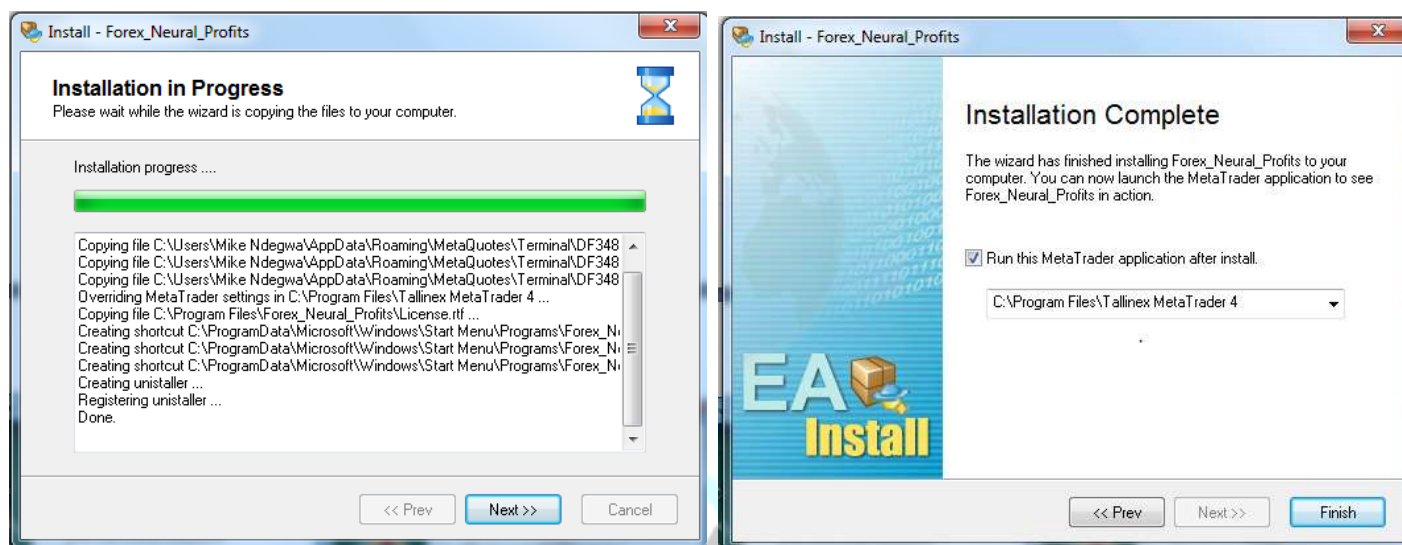 Install - Forex_Neural_Profits
Installation in Progress
Please wait while the wizard is copying the files to your computer.
Installation progress ....
Copying file C:\Users\Mike Ndegwa\AppData\Roaming\MetaQuotes\Terminal\DF348
Copying file C:\Users\Mike Ndegwa\AppData\Roaming\MetaQuotes\Terminal\DF348
Copying file C:\Users\Mike Ndegwa\AppData\Roaming\MetaQuotes\Terminal\DF348
Overriding MetaTrader settings in C:\Program Files\Tallinex MetaTrader 4 ...
Copying file C:\Program Files\Forex_Neural_Profits\License.rtf ...
Creating shortcut C:\ProgramData\Microsoft\Windows\Start Menu\Programs\Forex_N
Creating shortcut C:\ProgramData\Microsoft\Windows\Start Menu\Programs\Forex_N
Creating shortcut C:\ProgramData\Microsoft\Windows\Start Menu\Programs\Forex_N
Creating unistaller ...
Registering unistaller ...
Done.
<< Prev
Next >>
Cancel
Install - Forex_Neural_Profits
Installation Complete
The wizard has finished installing Forex_Neural_Profits to your
computer. You can now launch the MetaTrader application to see
Forex_Neural_Profits in action.
Run this MetaTrader application after install.
C:\Program Files\Tallinex MetaTrader 4
EA
Install
<< Prev
Next >>
Finish